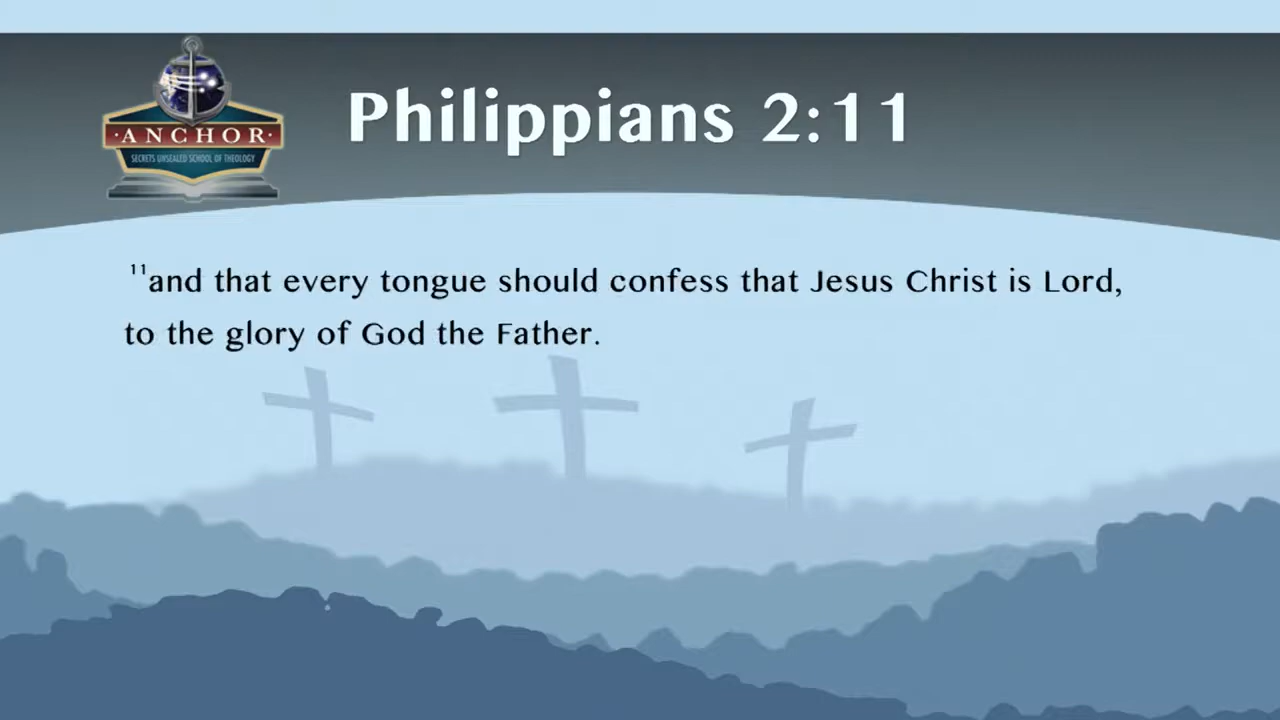 ·ANCHOR·
SECRETS UNSEALED SCHOOL OF THEOLOGY
Philippians 2:11
¹¹and that every tongue should confess that Jesus Christ is Lord,
to the glory of God the Father.